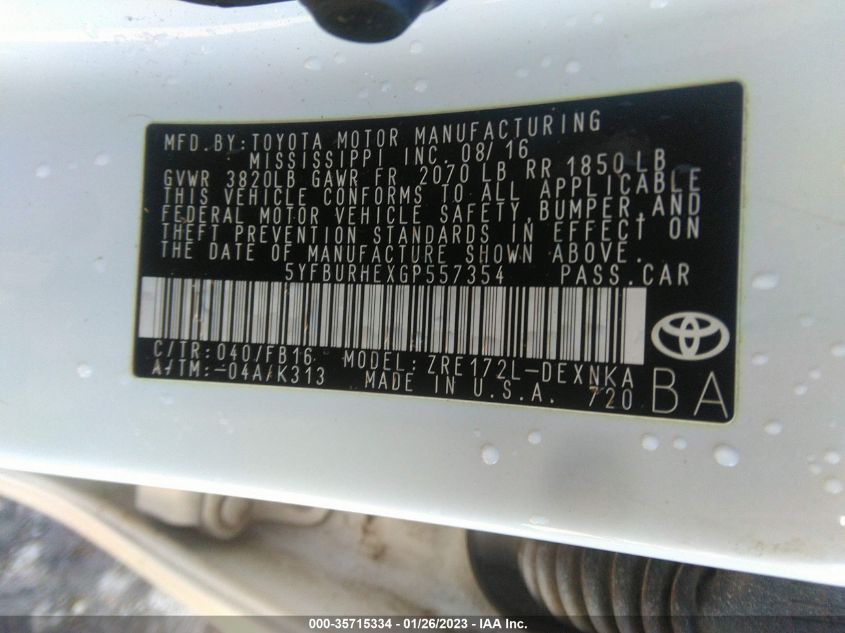 MFD.BY:TOYOTA MOTOR MANUFACTURING
MISSISSIPPI INC. 08/16
GVWR 3820LB GAWR FR 2070 LB RR 1850 LB
THIS VEHICLE CONFORMS TO ALL APPLICABLE
FEDERAL MOTOR VEHICLE SAFETY,BUMPER,AND
THEFT PREVENTION STANDARDS IN EFFECT ON
THE DATE OF MANUFACTURE SHOWN ABOVE.
5YFBURHEXGP557354 PASS.CAR
C/TR: 040/FB16 MODEL: ZRE172L-DEXNKA
A/TM:-04A/K313 MADE IN U.S.A. 720
BA
000-35715334 - 01/26/2023 - IAA Inc.